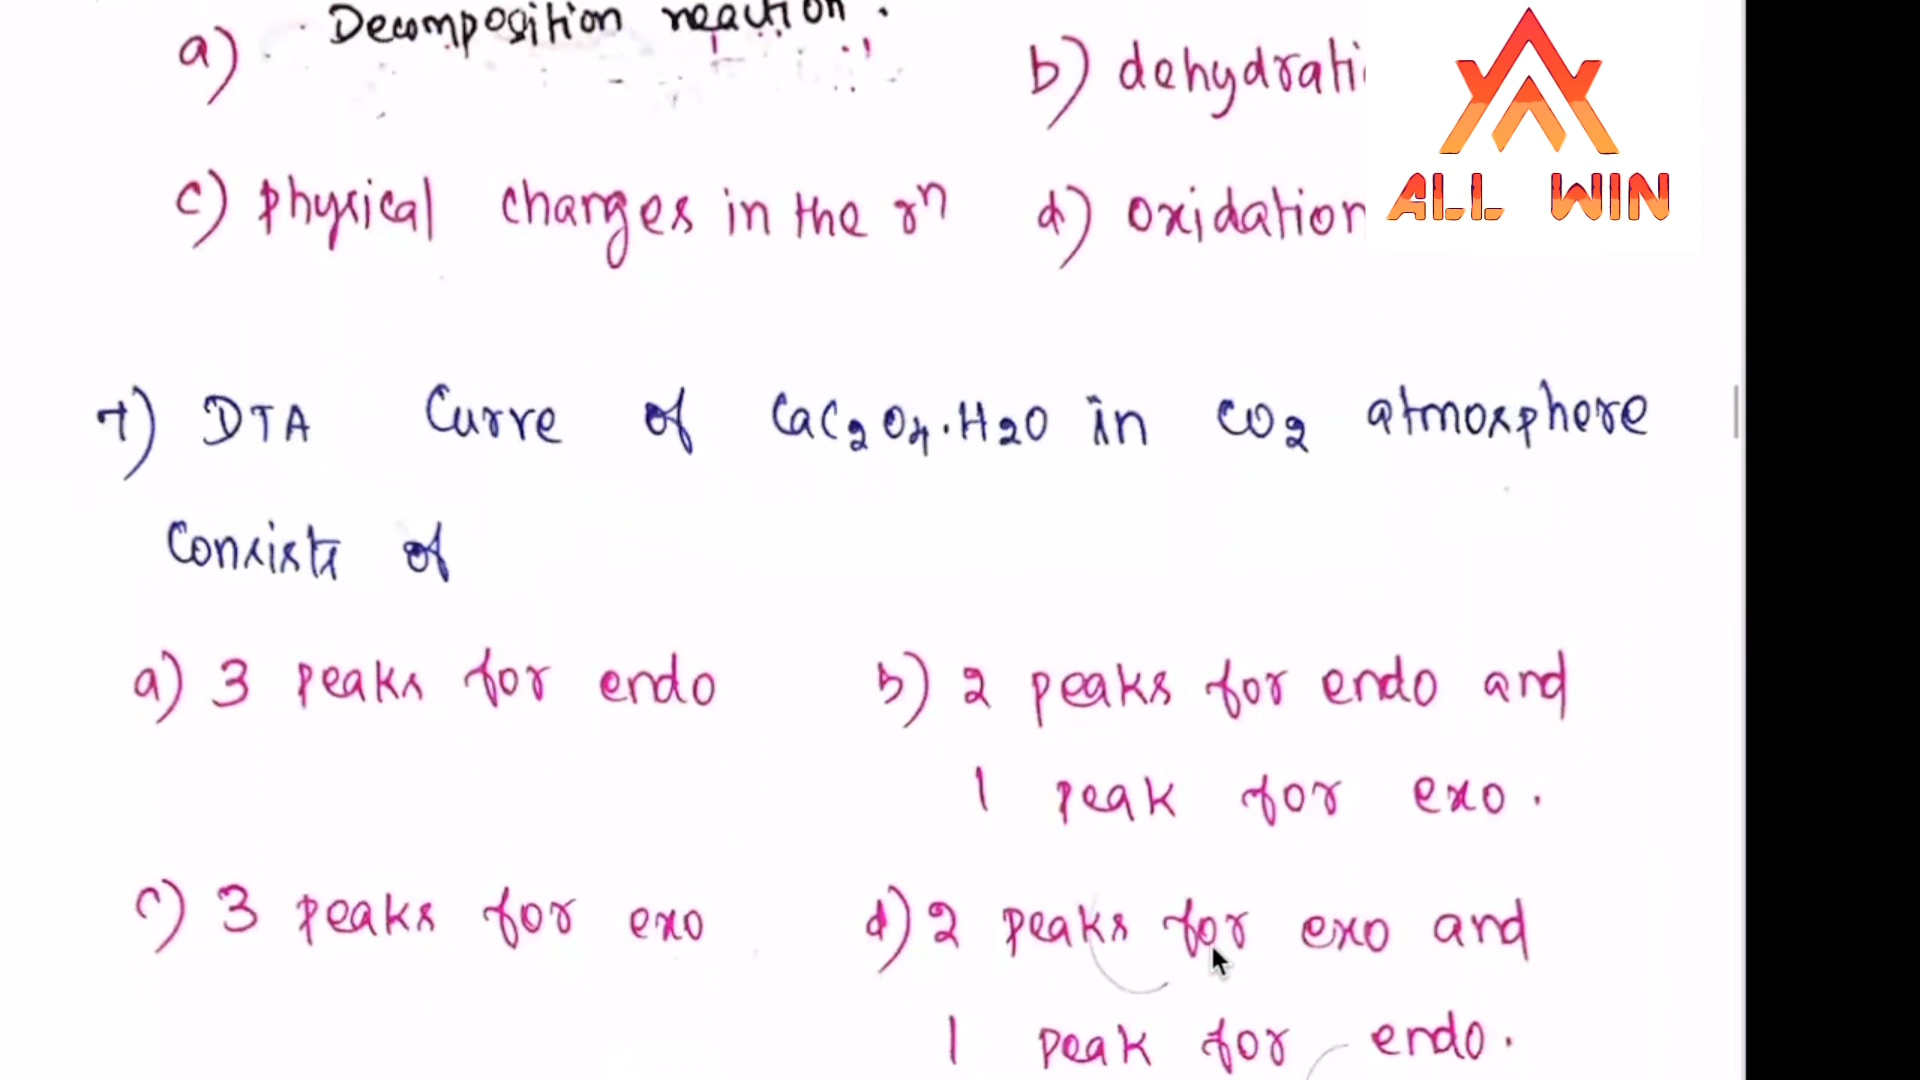 Decomposition reaction.
a) b) dehydrati
c) physical changes in the rn d) oxidation
ALL WIN
7) DTA Curve of CaC2O4.H2O in CO2 atmosphere
Consists of
a) 3 peaks for endo b) 2 peaks for endo and
1 peak for exo.
c) 3 peaks for exo d) 2 peaks for exo and
1 peak for endo.